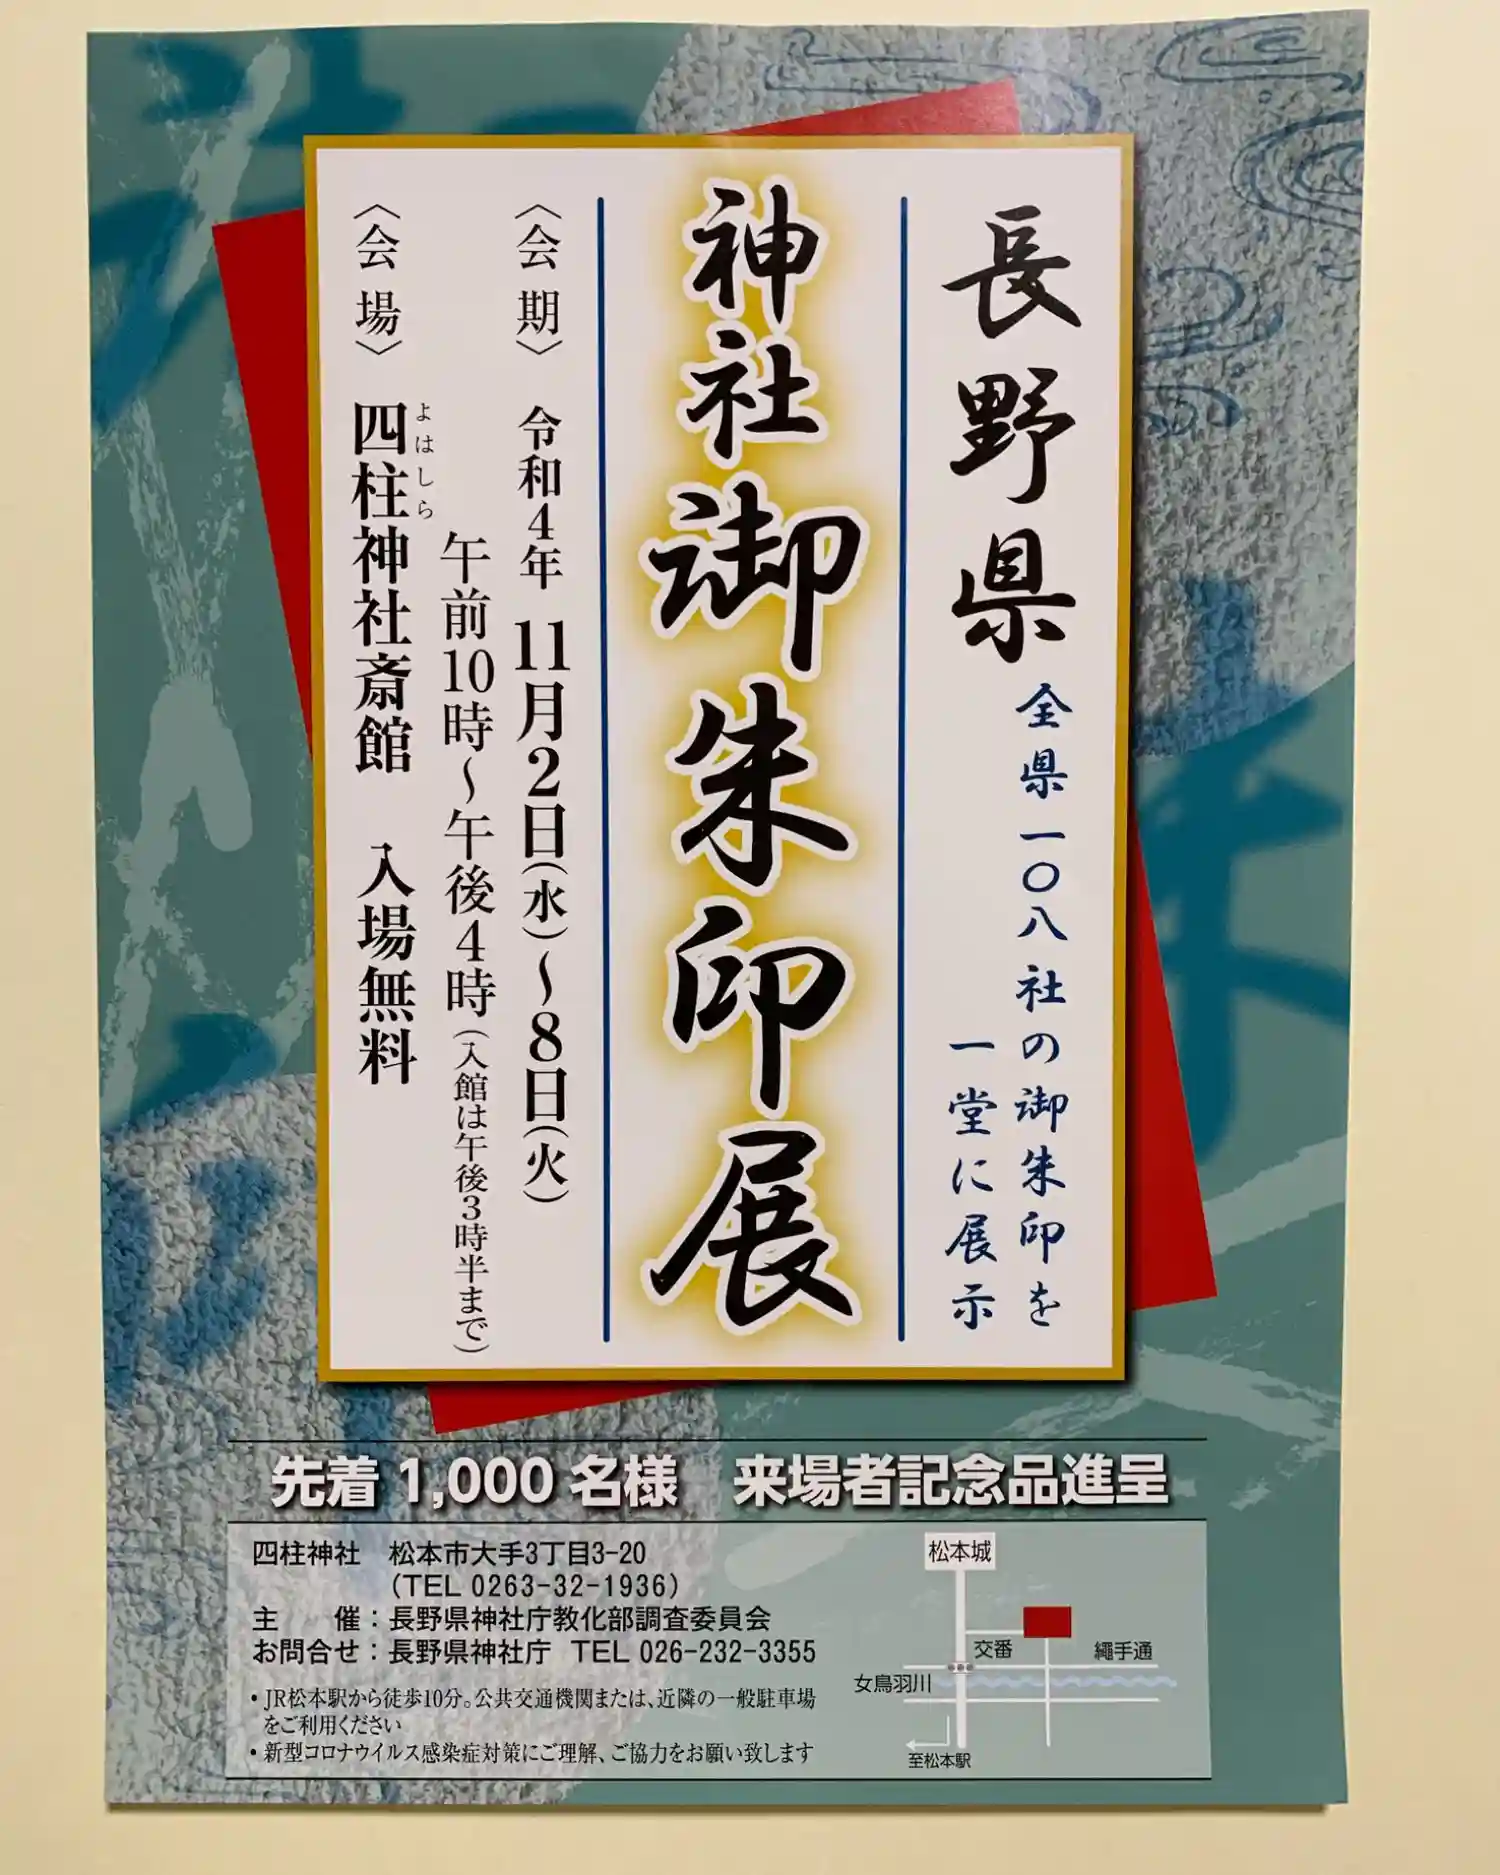 長野県
全県一〇八社の御朱印を
一堂に展示
神社御朱印展
〈会期〉 令和4年 11月2日(水)~8日(火)
午前10時~午後4時(入館は午後3時半まで)
よはしら
〈会場〉 四柱神社斎館 入場無料
先着 1,000 名様 来場者記念品進呈
四柱神社 松本市大手3丁目3-20
(TEL 0263-32-1936)
主 催:長野県神社庁教化部調査委員会
お問合せ:長野県神社庁 TEL 026-232-3355
・JR松本駅から徒歩10分。公共交通機関または、近隣の一般駐車場
をご利用ください
・新型コロナウイルス感染症対策にご理解、ご協力をお願い致します
松本城
交番
縄手通
女鳥羽川
至松本駅